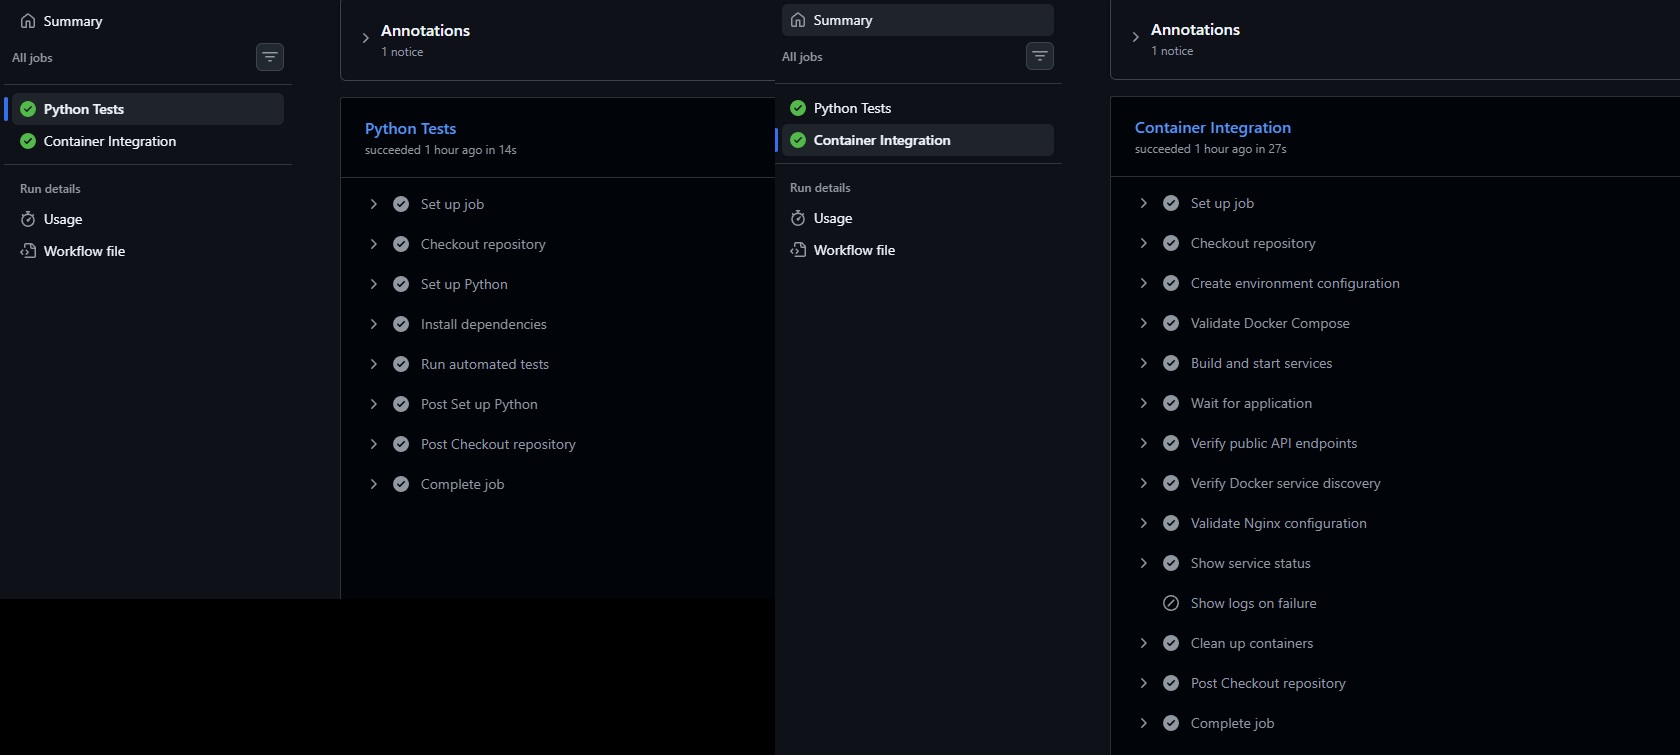 Summary
All jobs
Python Tests
Container Integration
Run details
Usage
Workflow file
Annotations
1 notice
Python Tests
succeeded 1 hour ago in 14s
Set up job
Checkout repository
Set up Python
Install dependencies
Run automated tests
Post Set up Python
Post Checkout repository
Complete job
Summary
All jobs
Python Tests
Container Integration
Run details
Usage
Workflow file
Annotations
1 notice
Container Integration
succeeded 1 hour ago in 27s
Set up job
Checkout repository
Create environment configuration
Validate Docker Compose
Build and start services
Wait for application
Verify public API endpoints
Verify Docker service discovery
Validate Nginx configuration
Show service status
Show logs on failure
Clean up containers
Post Checkout repository
Complete job